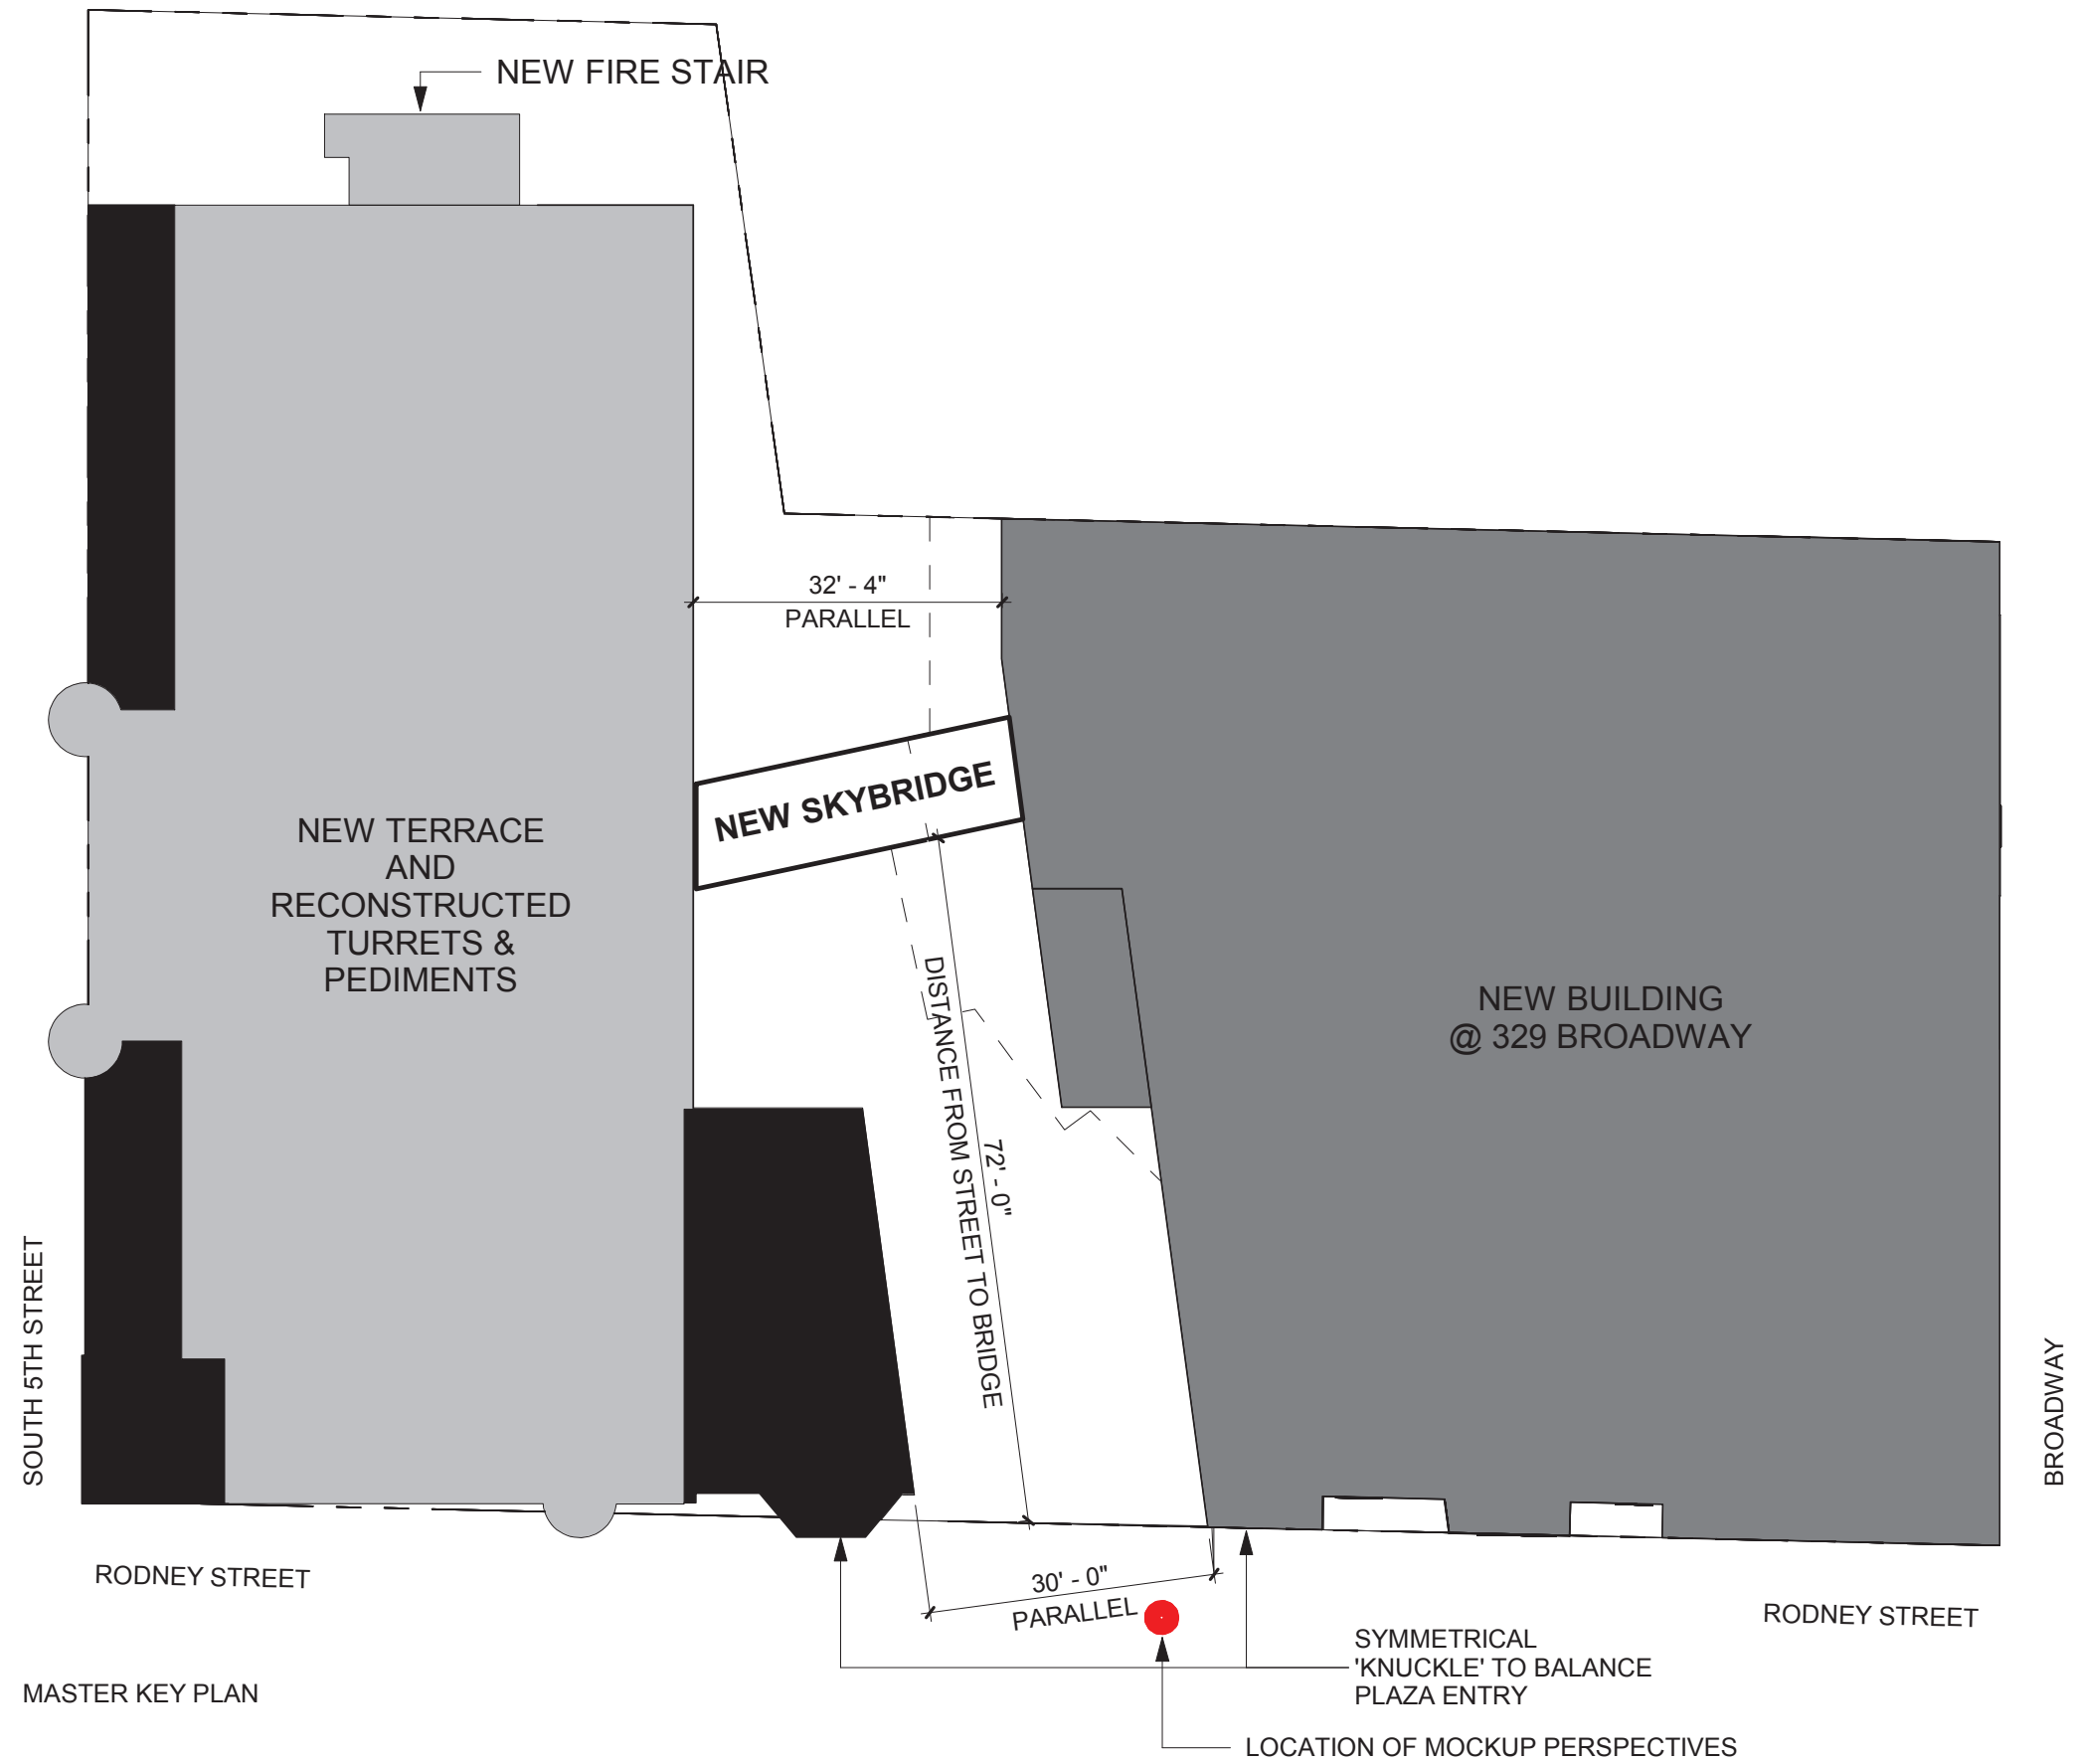 NEW FIRE STAIR
32' - 4"
PARALLEL
NEW SKYBRIDGE
NEW TERRACE
AND
RECONSTRUCTED
TURRETS &
PEDIMENTS
NEW BUILDING
@ 329 BROADWAY
DISTANCE FROM STREET TO BRIDGE
72' - 0"
SOUTH 5TH STREET
BROADWAY
RODNEY STREET
30' - 0"
PARALLEL
RODNEY STREET
SYMMETRICAL
'KNUCKLE' TO BALANCE
PLAZA ENTRY
MASTER KEY PLAN
LOCATION OF MOCKUP PERSPECTIVES